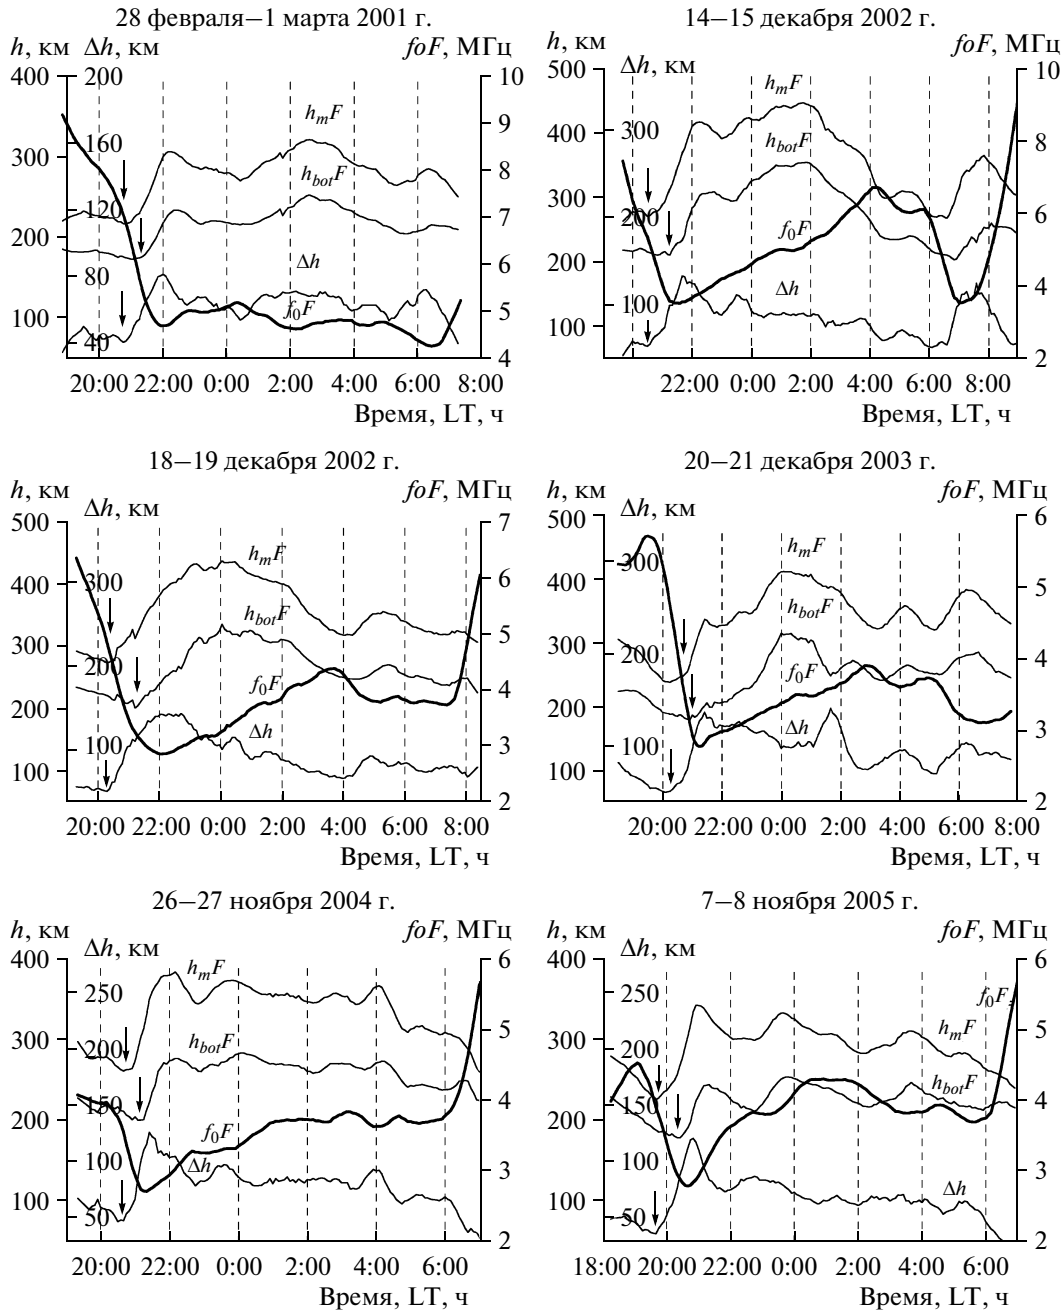 28 февраля–1 марта 2001 г.
h, км Δh, км foF, МГц
400 200 10
9
160
h_mF
300 8
h_botF
120 7
200
6
80 Δh
5
100 f_0F
40 4
20:00 22:00 0:00 2:00 4:00 6:00 8:00
Время, LT, ч
14–15 декабря 2002 г.
h, км Δh, км foF, МГц
500 10
h_mF
400 300
8
h_botF
300
200 f_0F 6
200
Δh
100 4
100
2
22:00 0:00 2:00 4:00 6:00 8:00
Время, LT, ч
18–19 декабря 2002 г.
h, км Δh, км foF, МГц
500 7
h_mF
400 300 6
h_botF
300 5
200
f_0F 4
200
100 Δh 3
100
2
20:00 22:00 0:00 2:00 4:00 6:00 8:00
Время, LT, ч
20–21 декабря 2003 г.
h, км Δh, км foF, МГц
500 6
h_mF
400 300
5
h_botF
300
200 f_0F 4
200
Δh 3
100
100
2
20:00 22:00 0:00 2:00 4:00 6:00 8:00
Время, LT, ч
26–27 ноября 2004 г.
h, км Δh, км foF, МГц
400 6
h_mF
250
300 5
200 h_botF
150 4
200
f_0F
100 Δh 3
100
50
2
20:00 22:00 0:00 2:00 4:00 6:00
Время, LT, ч
7–8 ноября 2005 г.
h, км Δh, км foF, МГц
400 6
250 f_0F
h_mF
300 5
200
h_botF
150 4
200
100 3
Δh
100
50
2
18:00 20:00 22:00 0:00 2:00 4:00 6:00
Время, LT, ч